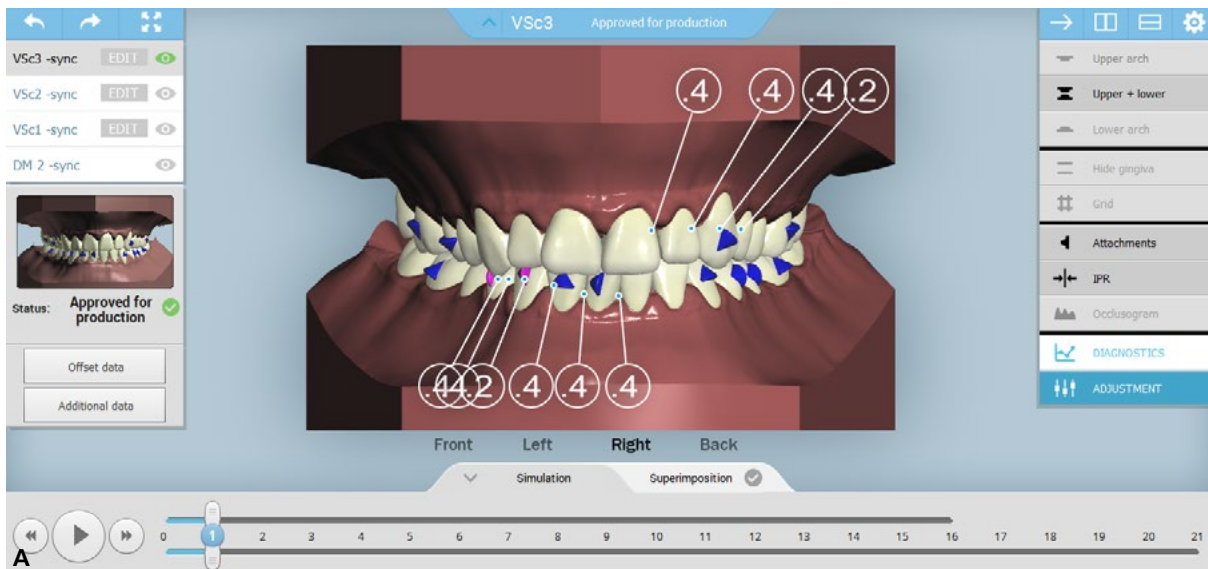 VSc3 Approved for production
VSc3 -sync EDIT
VSc2 -sync EDIT
VSc1 -sync EDIT
DM 2 -sync
Status: Approved for
production
Offset data
Additional data
.4 .4 .4 .2
.4 .4 .2 .4 .4 .4
Upper arch
Upper + lower
Lower arch
Hide gingiva
Grid
Attachments
IPR
Occlusogram
DIAGNOSTICS
ADJUSTMENT
Front Left Right Back
Simulation Superimposition
0 1 2 3 4 5 6 7 8 9 10 11 12 13 14 15 16 17 18 19 20 21
A